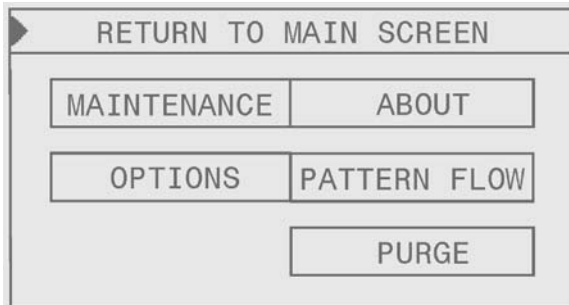 RETURN TO MAIN SCREEN
MAINTENANCE ABOUT
OPTIONS PATTERN FLOW
PURGE